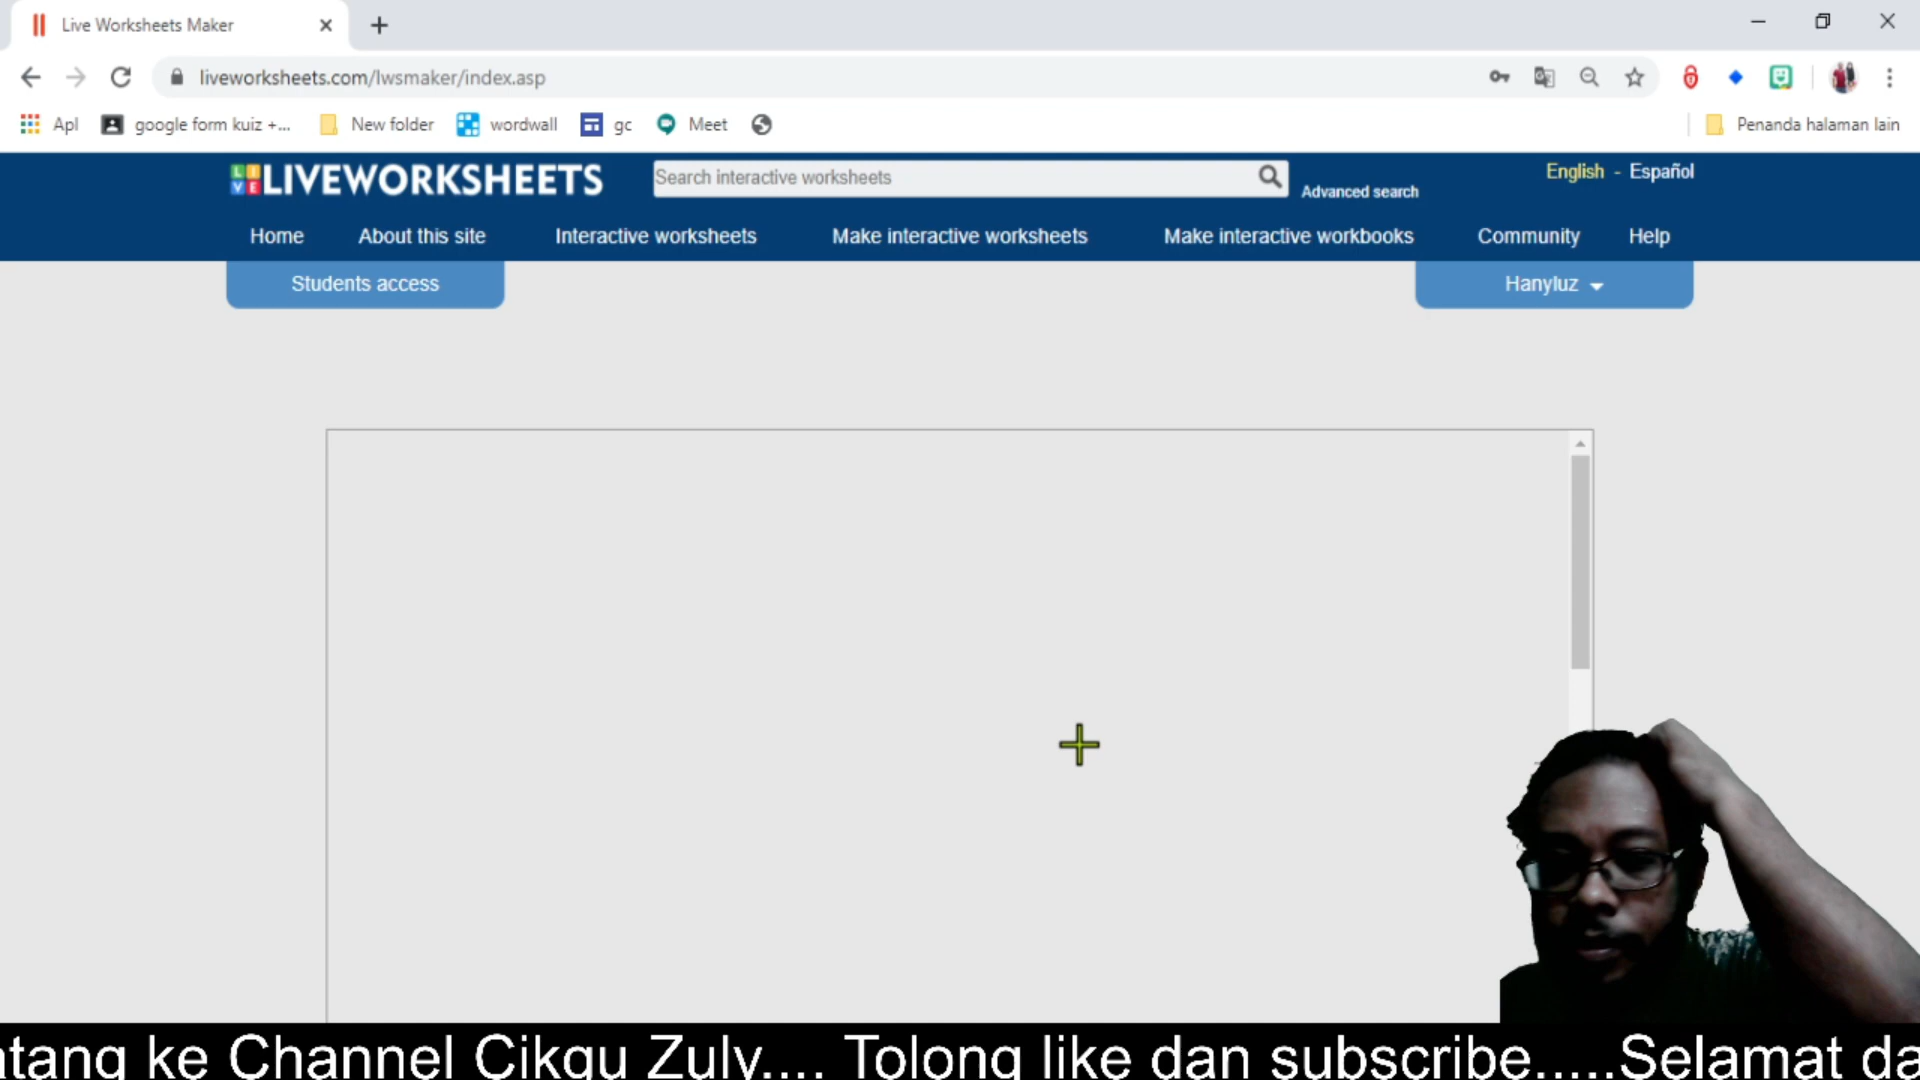 Live Worksheets Maker
liveworksheets.com/lwsmaker/index.asp
Apl google form kuiz +... New folder wordwall gc Meet Penanda halaman lain
LIVE LIVEWORKSHEETS Search interactive worksheets Advanced search English - Español
Home About this site Interactive worksheets Make interactive worksheets Make interactive workbooks Community Help
Students access Hanyluz
ntang ke Channel Cikgu Zuly.... Tolong like dan subscribe.....Selamat da